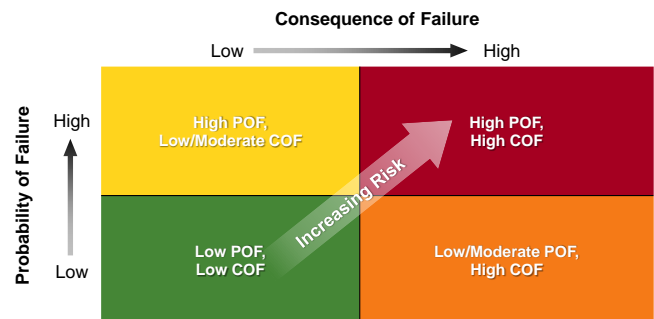 Consequence of Failure
Low
High
Probability of Failure
High
Low
High POF,
Low/Moderate COF
High POF,
High COF
Increasing Risk
Low POF,
Low COF
Low/Moderate POF,
High COF